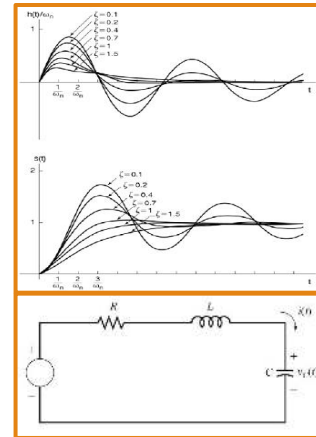 h(t)/ωn
ζ=0.1
ζ=0.2
ζ=0.4
ζ=0.7
ζ=1
ζ=1.5
1
1/ωn 2/ωn t
s(t)
2
ζ=0.1
ζ=0.2
ζ=0.4
ζ=0.7
ζ=1
ζ=1.5
1
1/ωn 2/ωn 3/ωn t
R L i(t)
+
C
−